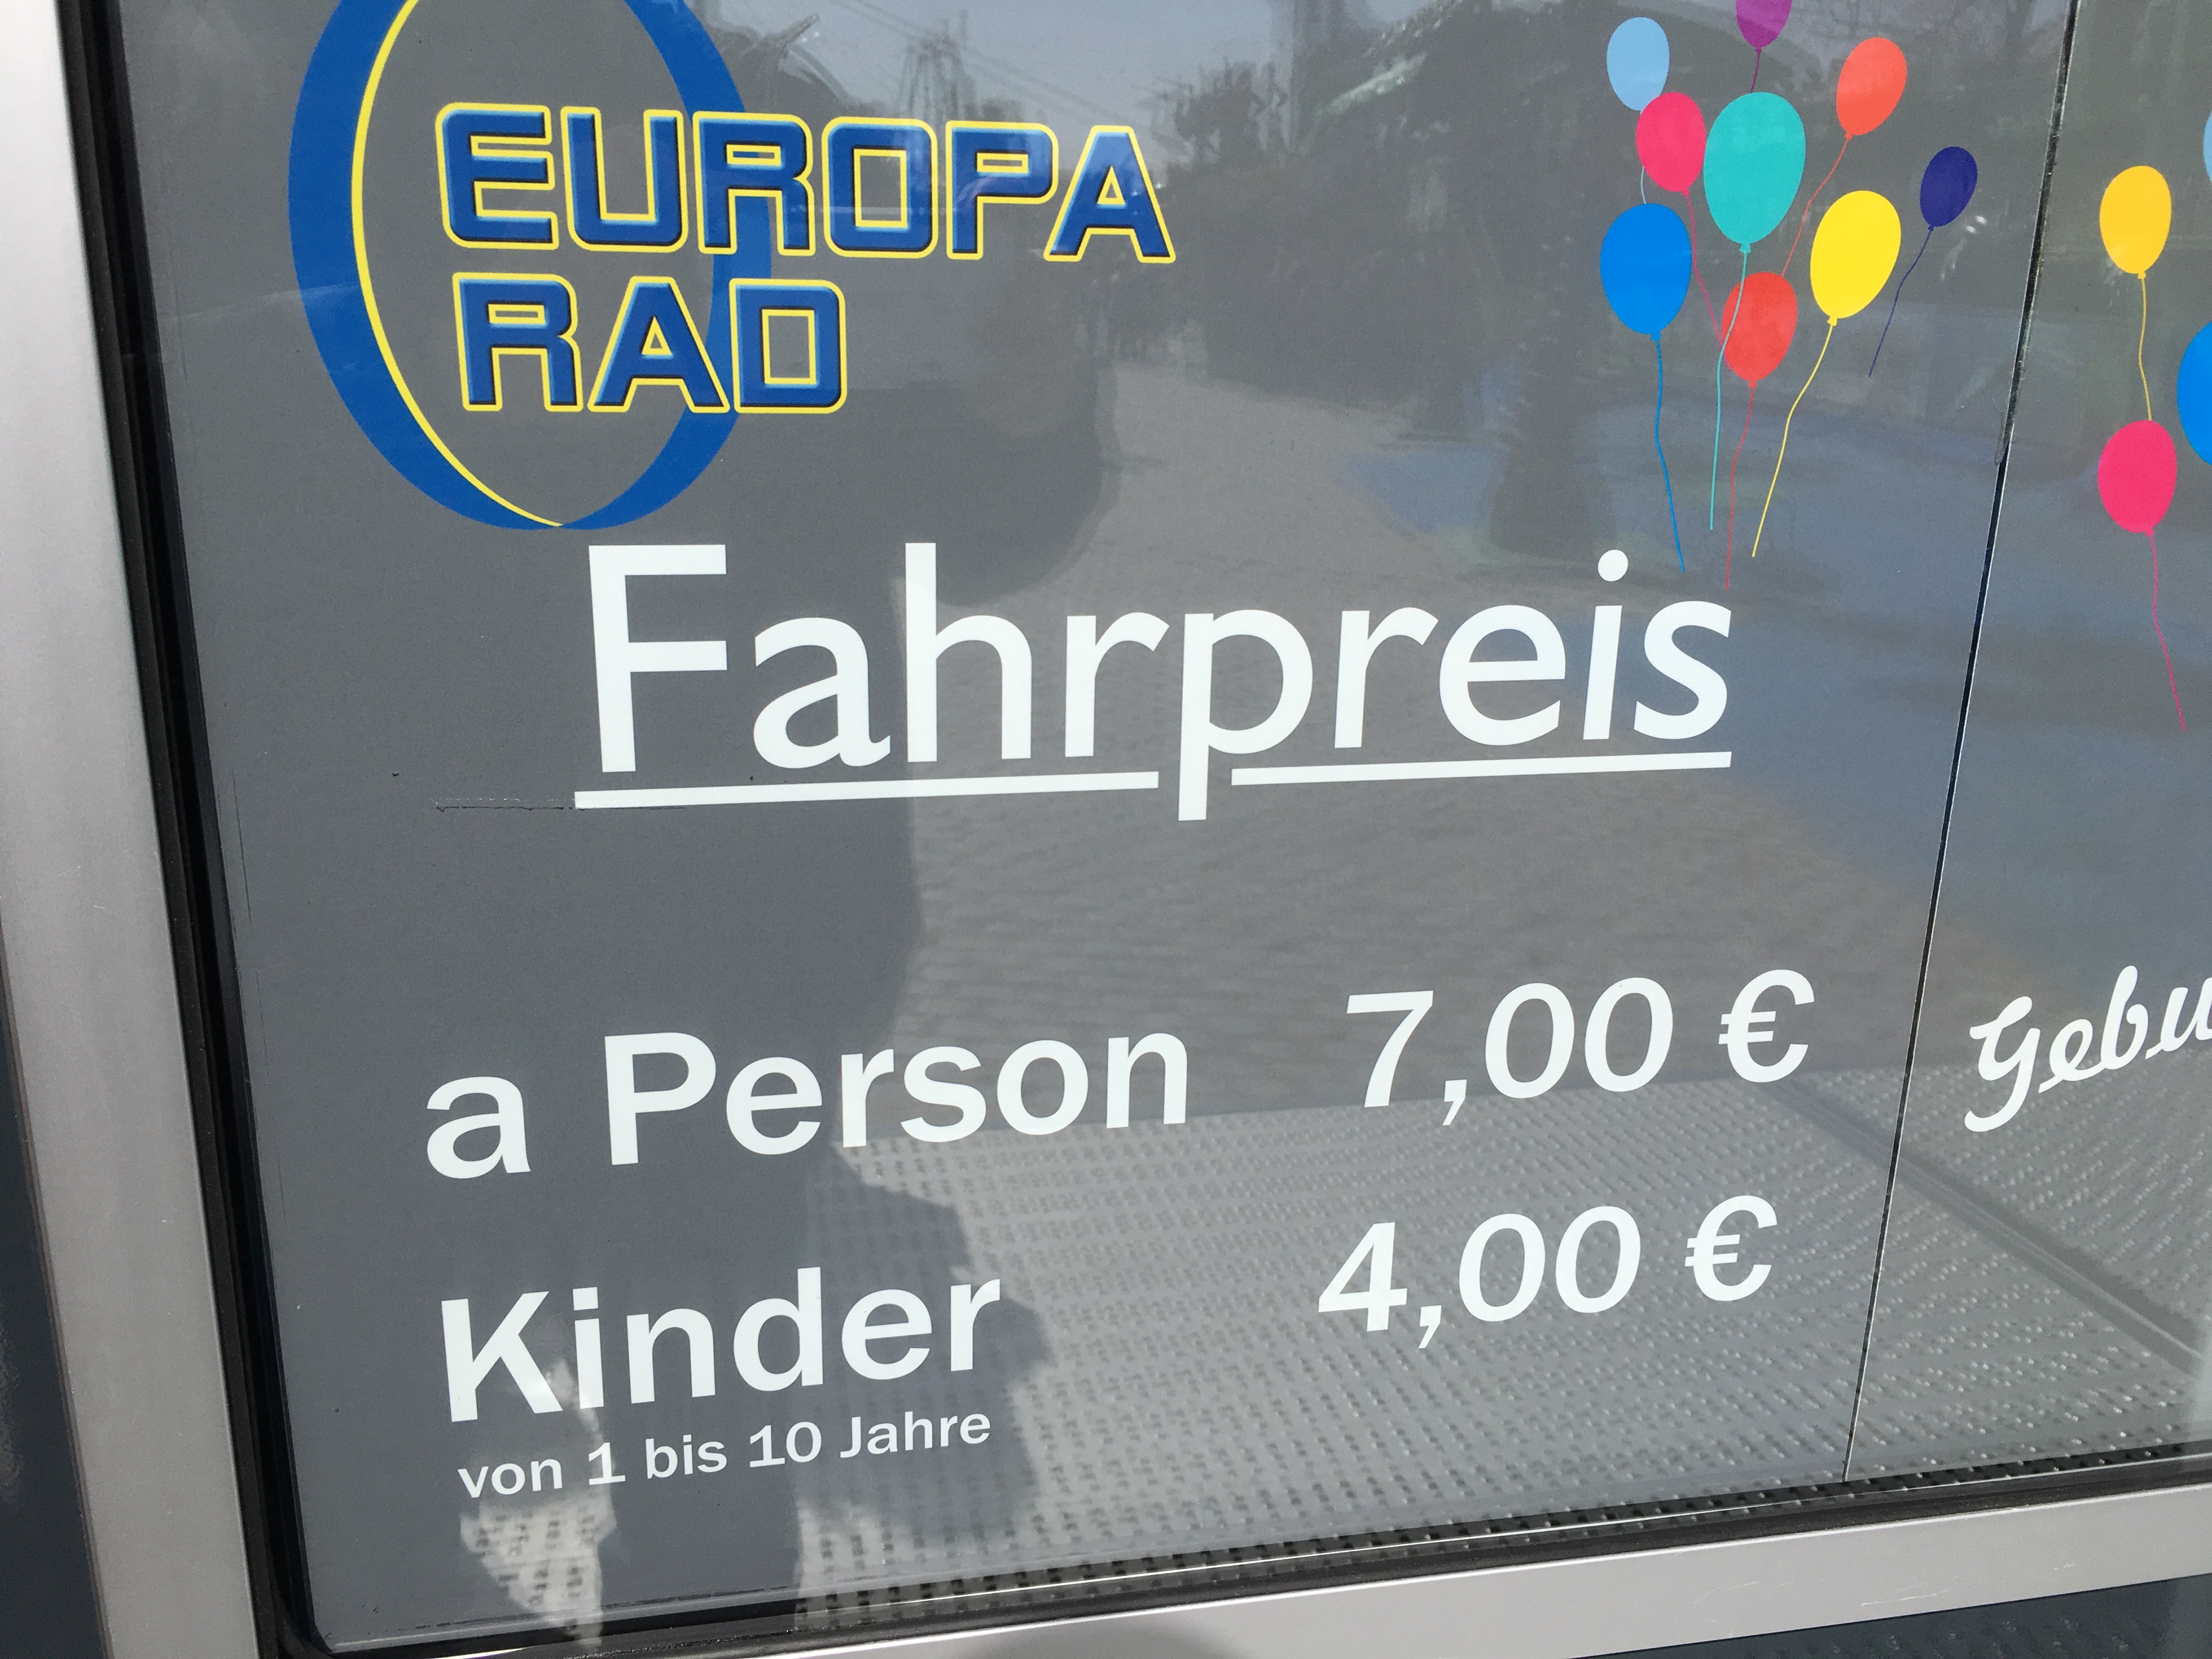 EUROPA
RAD
Fahrpreis
a Person 7,00 €
Kinder 4,00 €
von 1 bis 10 Jahre